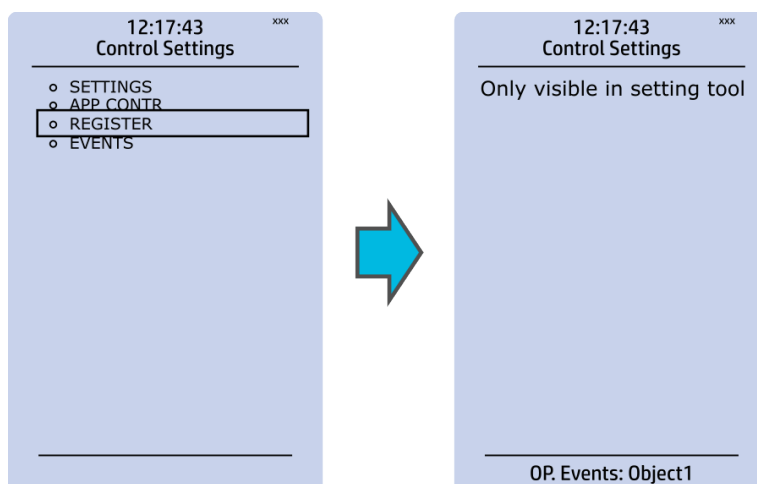 12:17:43
xxx
Control Settings
SETTINGS
APP CONTR
REGISTER
EVENTS
12:17:43
xxx
Control Settings
Only visible in setting tool
OP. Events: Object1